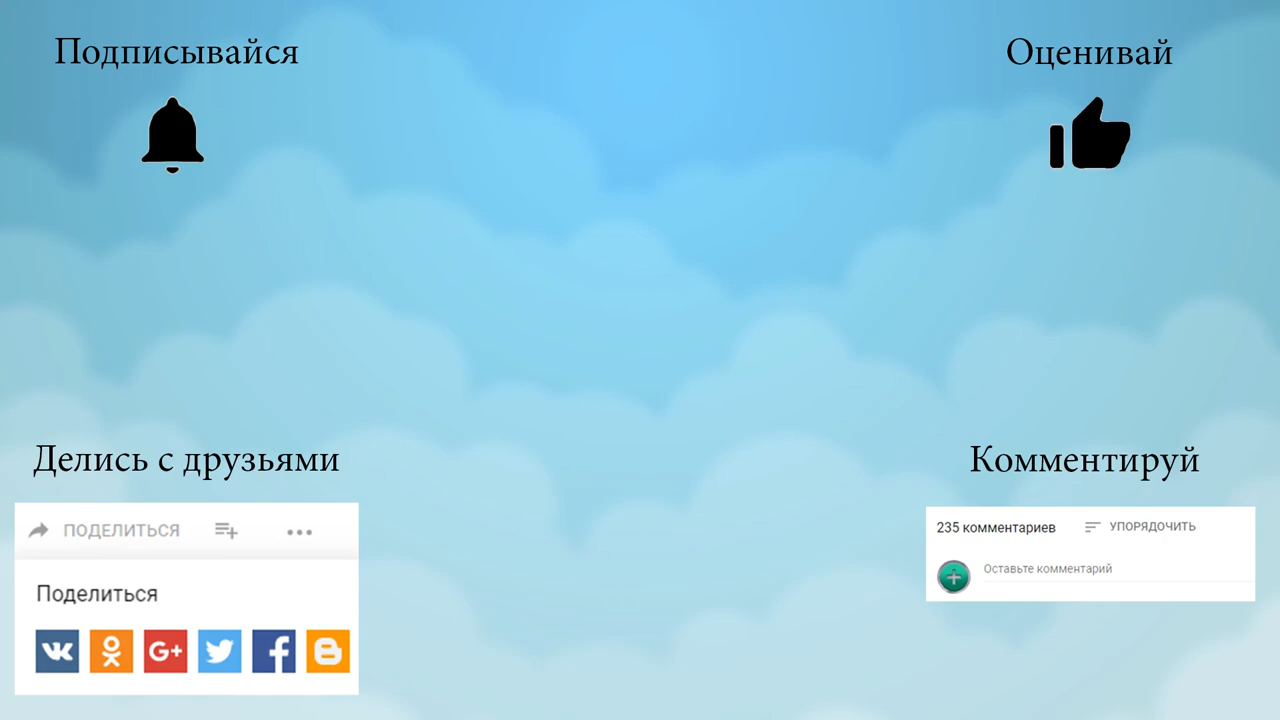 Подписывайся
Оценивай
Делись с друзьями
ПОДЕЛИТЬСЯ
Поделиться
G+
Комментируй
235 комментариев
УПОРЯДОЧИТЬ
Оставьте комментарий